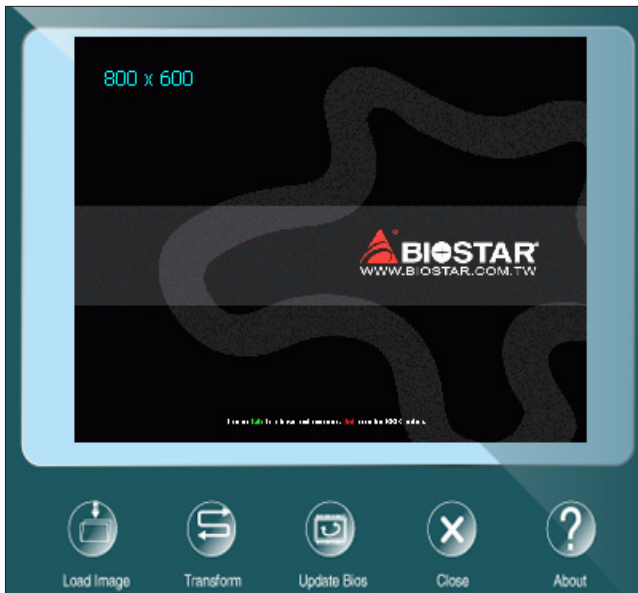 800 x 600
BIOSTAR®
WWW.BIOSTAR.COM.TW
Load Image
Transform
Update Bios
Close
About